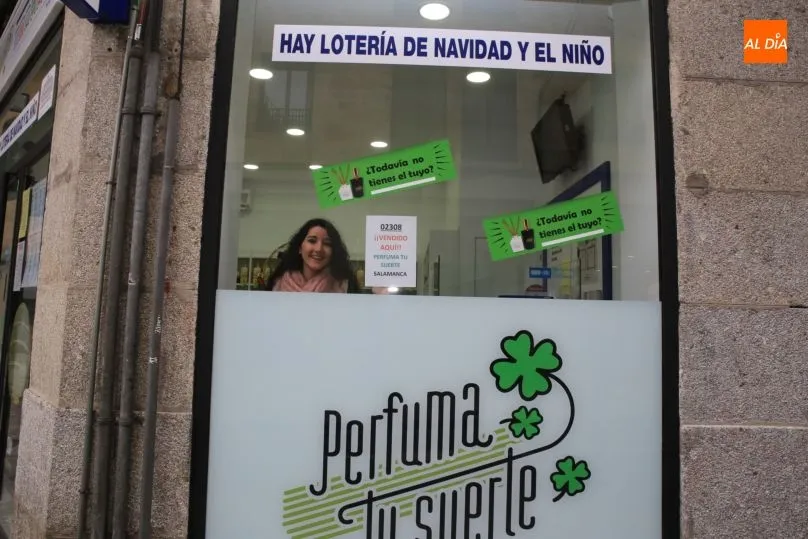 AL DÍA
HAY LOTERÍA DE NAVIDAD Y EL NIÑO
¿Todavía no
tienes el tuyo?
¿Todavía no
tienes el tuyo?
02308
¡¡VENDIDO
AQUÍ!!
PERFUMA TU
SUERTE
SALAMANCA
Perfuma
tu suerte